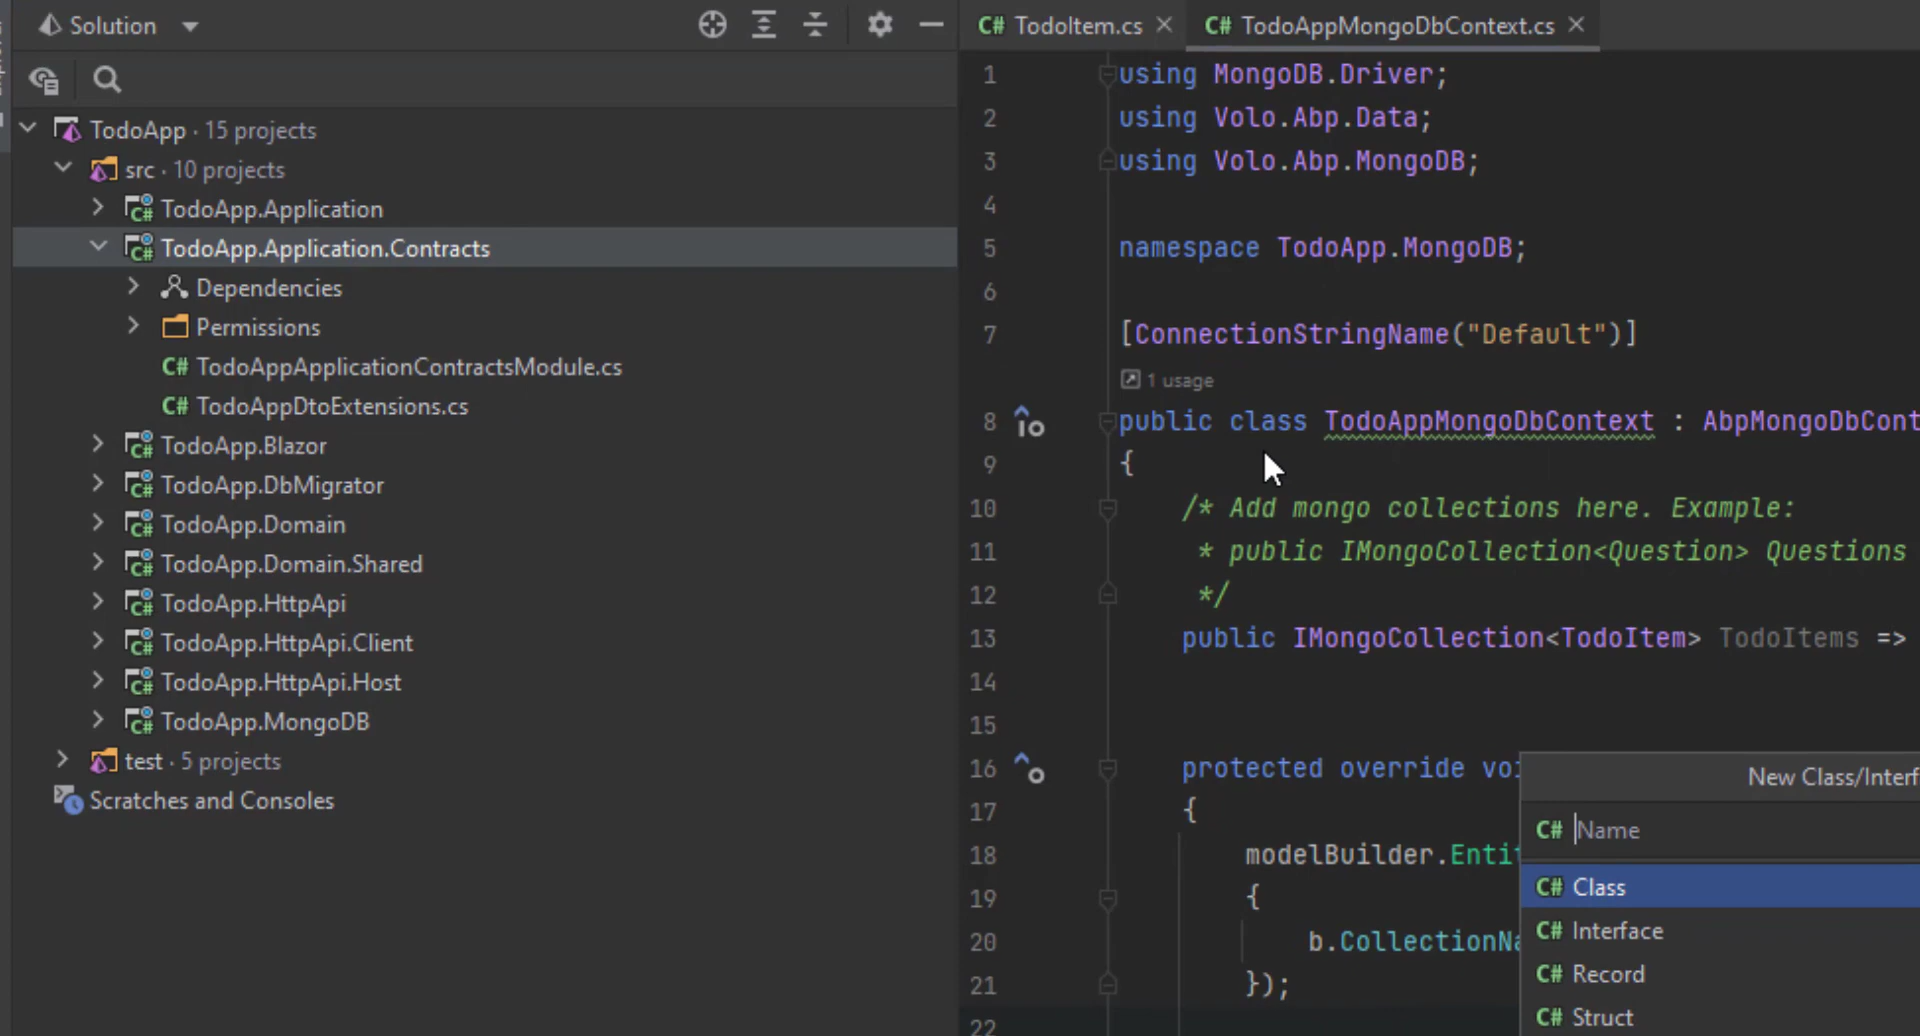 Solution
TodoApp · 15 projects
src · 10 projects
C# TodoApp.Application
C# TodoApp.Application.Contracts
Dependencies
Permissions
C# TodoAppApplicationContractsModule.cs
C# TodoAppDtoExtensions.cs
C# TodoApp.Blazor
C# TodoApp.DbMigrator
C# TodoApp.Domain
C# TodoApp.Domain.Shared
C# TodoApp.HttpApi
C# TodoApp.HttpApi.Client
C# TodoApp.HttpApi.Host
C# TodoApp.MongoDB
test · 5 projects
Scratches and Consoles
C# TodoItem.cs
C# TodoAppMongoDbContext.cs
1 using MongoDB.Driver;
2 using Volo.Abp.Data;
3 using Volo.Abp.MongoDB;
4
5 namespace TodoApp.MongoDB;
6
7 [ConnectionStringName("Default")]
1 usage
8 public class TodoAppMongoDbContext : AbpMongoDbCont
9 {
10 /* Add mongo collections here. Example:
11 * public IMongoCollection<Question> Questions
12 */
13 public IMongoCollection<TodoItem> TodoItems =>
14
15
16 protected override voi
17 {
18 modelBuilder.Entit
19 {
20 b.CollectionNa
21 });
22
New Class/Interf
C# Name
C# Class
C# Interface
C# Record
C# Struct